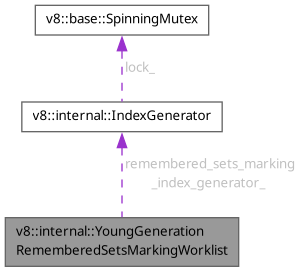 v8::base::SpinningMutex
lock_
v8::internal::IndexGenerator
remembered_sets_marking
_index_generator_
v8::internal::YoungGeneration
RememberedSetsMarkingWorklist